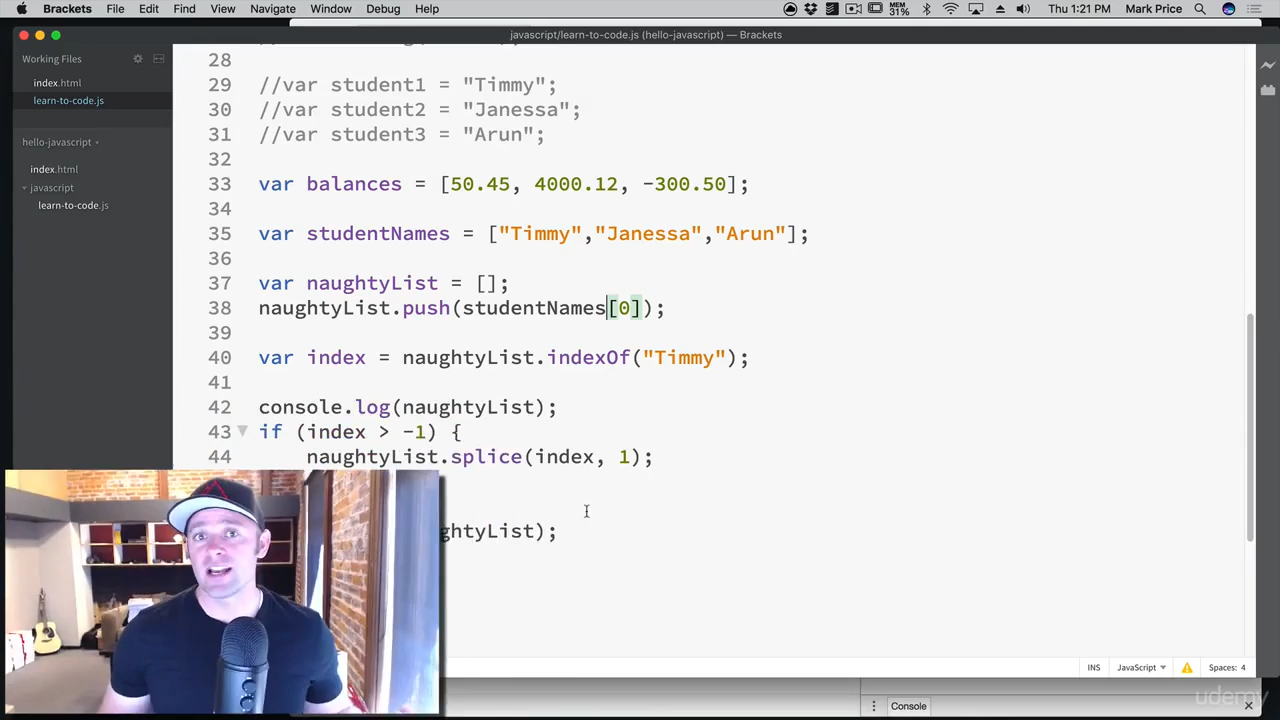 Brackets File Edit Find View Navigate Window Debug Help MEM 31% Thu 1:21 PM Mark Price
javascript/learn-to-code.js (hello-javascript) — Brackets
Working Files
index.html
learn-to-code.js
hello-javascript
index.html
javascript
learn-to-code.js
28
29 //var student1 = "Timmy";
30 //var student2 = "Janessa";
31 //var student3 = "Arun";
32
33 var balances = [50.45, 4000.12, -300.50];
34
35 var studentNames = ["Timmy","Janessa","Arun"];
36
37 var naughtyList = [];
38 naughtyList.push(studentNames[0]);
39
40 var index = naughtyList.indexOf("Timmy");
41
42 console.log(naughtyList);
43 if (index > -1) {
44 naughtyList.splice(index, 1);
ghtyList);
INS JavaScript Spaces: 4
udemy
Console